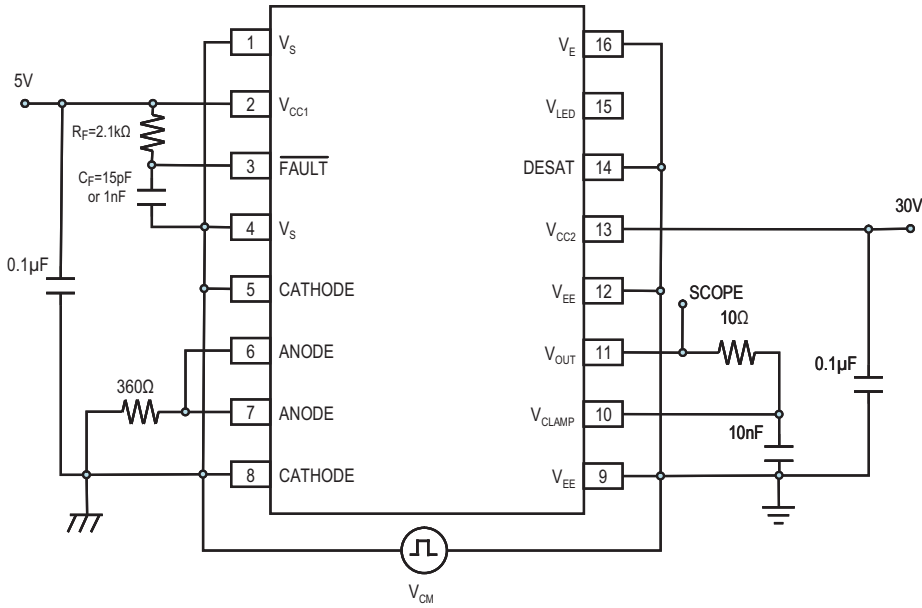 1 V_S V_E 16
5V
2 V_CC1 V_LED 15
R_F=2.1kΩ
3 FAULT DESAT 14
C_F=15pF
or 1nF
30V
4 V_S V_CC2 13
0.1µF
5 CATHODE V_EE 12
SCOPE
10Ω
6 ANODE V_OUT 11
0.1µF
360Ω
7 ANODE V_CLAMP 10
10nF
8 CATHODE V_EE 9
V_CM